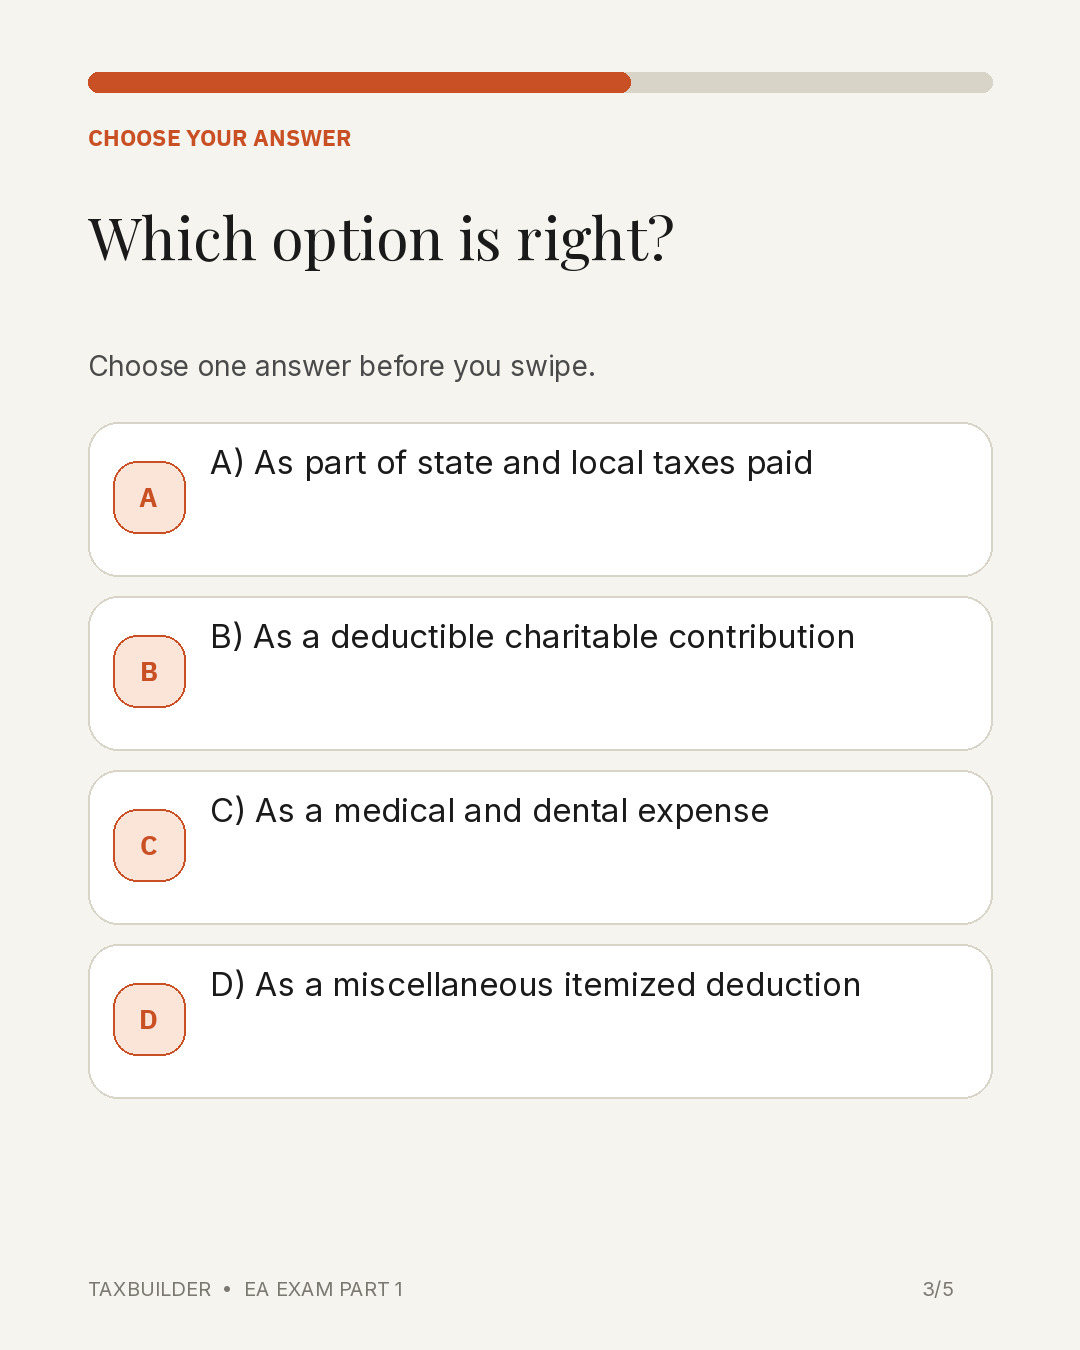 CHOOSE YOUR ANSWER
Which option is right?
Choose one answer before you swipe.
A) As part of state and local taxes paid
A
B) As a deductible charitable contribution
B
C) As a medical and dental expense
C
D) As a miscellaneous itemized deduction
D
TAXBUILDER • EA EXAM PART 1
3/5